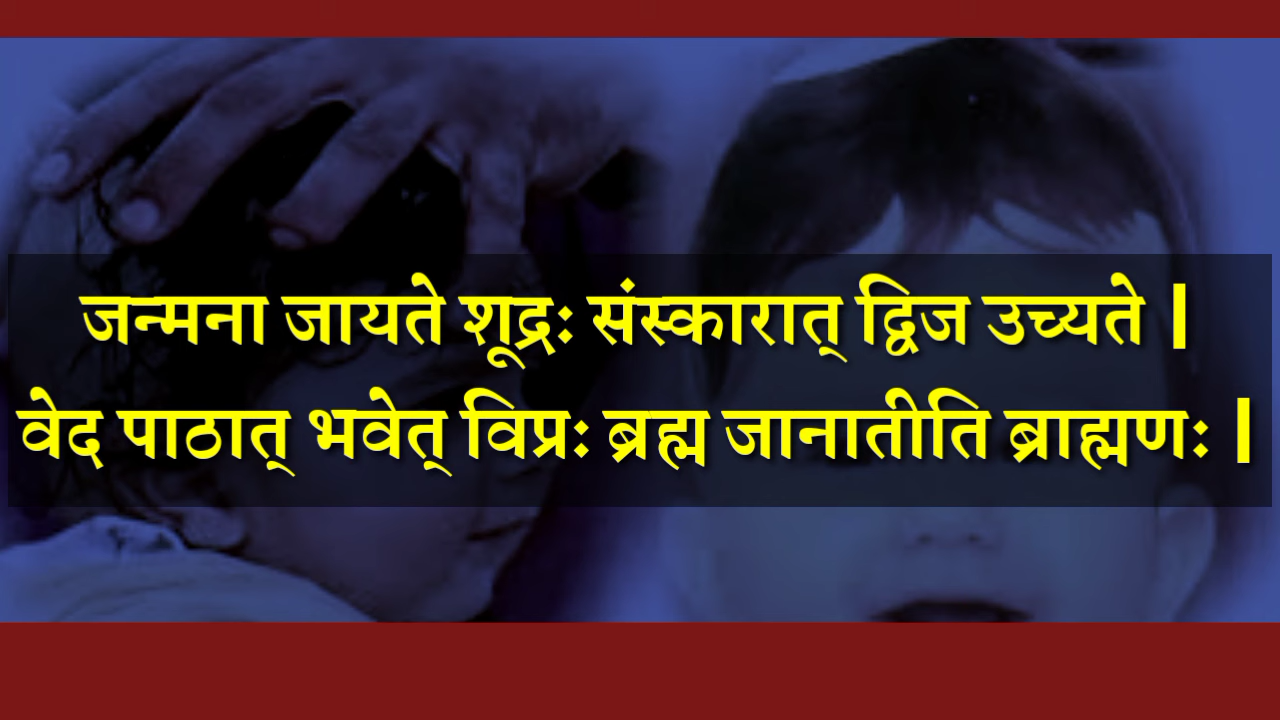 जन्मना जायते शूद्रः संस्कारात् द्विज उच्यते |
वेद पाठात् भवेत् विप्रः ब्रह्म जानातीति ब्राह्मणः |